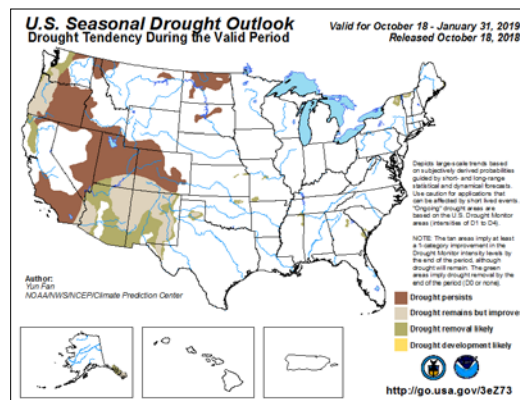 U.S. Seasonal Drought Outlook
Drought Tendency During the Valid Period
Valid for October 18 - January 31, 2019
Released October 18, 2018
Depicts large-scale trends based
on subjectively derived probabilities
guided by short- and long-range
statistical and dynamical forecasts.
Use caution for applications that
can be affected by short lived events.
"Ongoing" drought areas are
based on the U.S. Drought Monitor
areas (intensities of D1 to D4).
NOTE: The tan areas imply at least
a 1-category improvement in the
Drought Monitor intensity levels by
the end of the period, although
drought will remain. The green
areas imply drought removal by the
end of the period (D0 or none).
Author:
Yun Fan
NOAA/NWS/NCEP/Climate Prediction Center
Drought persists
Drought remains but improve
Drought removal likely
Drought development likely
http://go.usa.gov/3eZ73